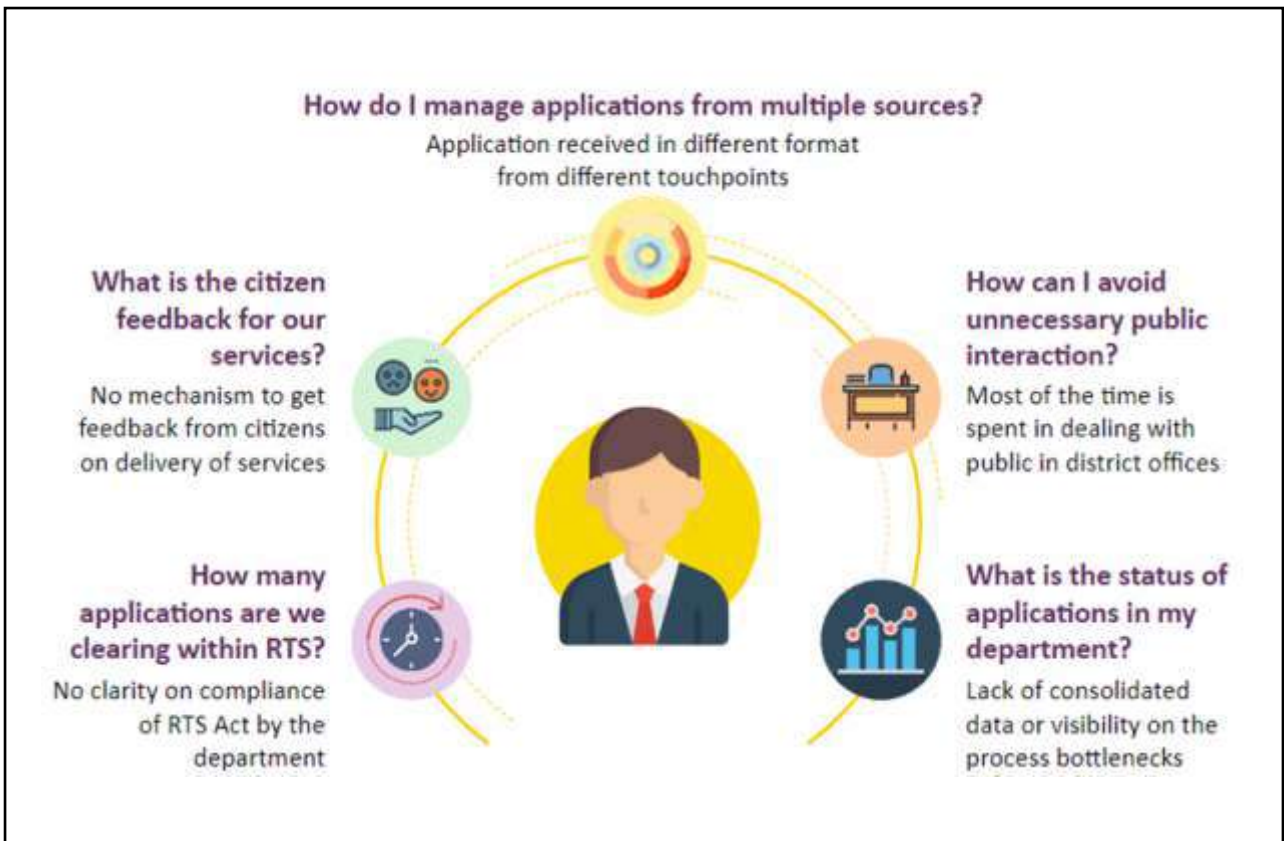 How do I manage applications from multiple sources?
Application received in different format
from different touchpoints
What is the citizen
feedback for our
services?
No mechanism to get
feedback from citizens
on delivery of services
How can I avoid
unnecessary public
interaction?
Most of the time is
spent in dealing with
public in district offices
How many
applications are we
clearing within RTS?
No clarity on compliance
of RTS Act by the
department
What is the status of
applications in my
department?
Lack of consolidated
data or visibility on the
process bottlenecks